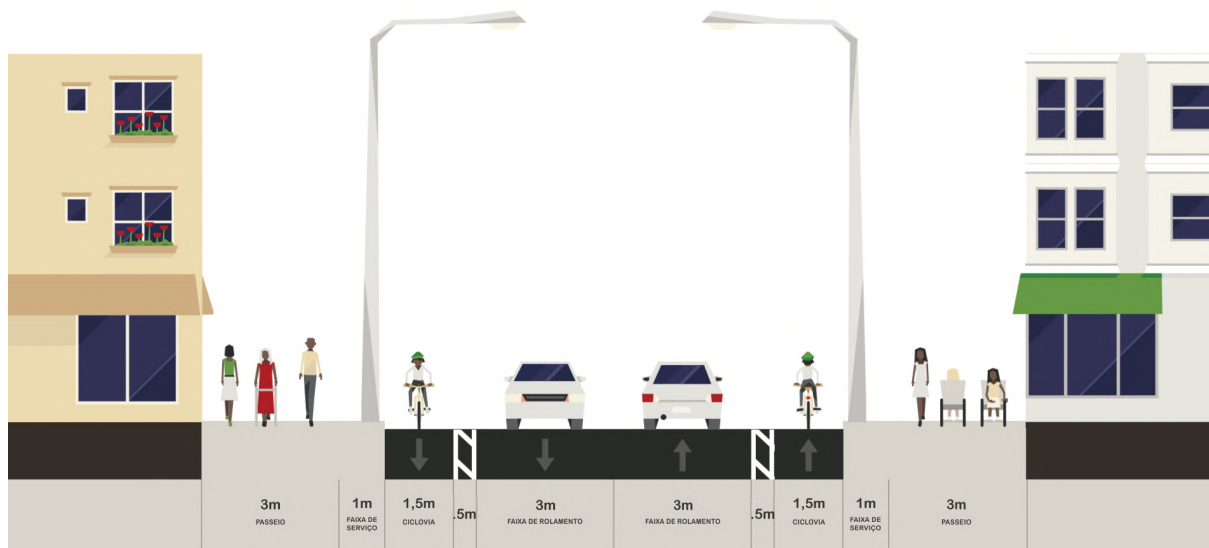 3m
PASSEIO
1m
FAIXA DE
SERVIÇO
1,5m
CICLOVIA
.5m
3m
FAIXA DE ROLAMENTO
3m
FAIXA DE ROLAMENTO
.5m
1,5m
CICLOVIA
1m
FAIXA DE
SERVIÇO
3m
PASSEIO